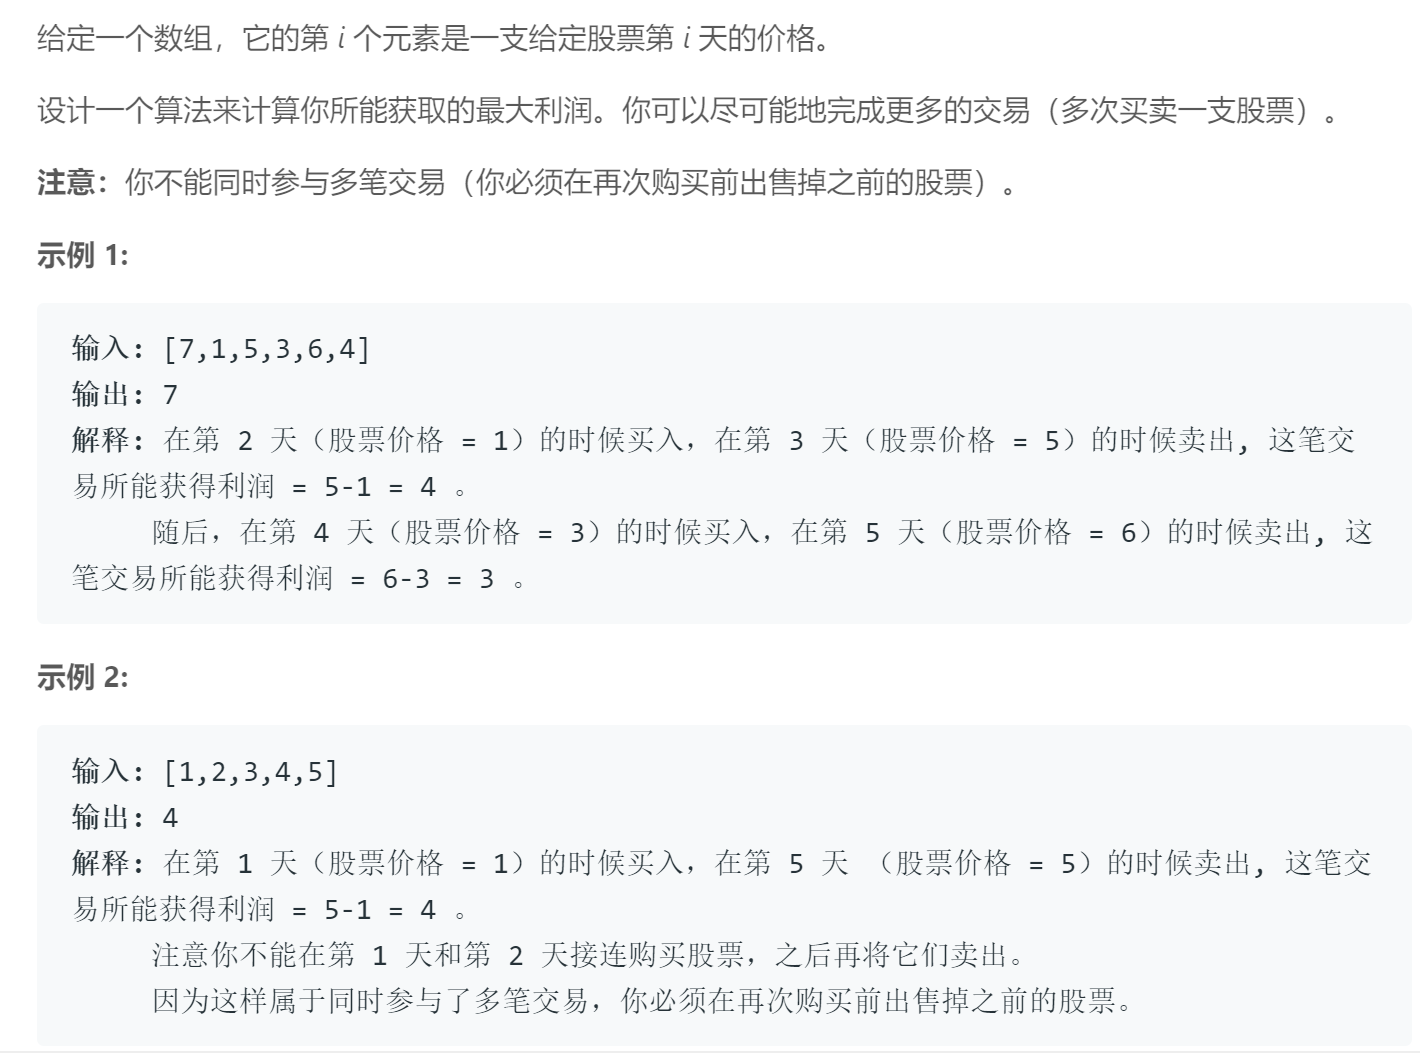 给定一个数组，它的第 i 个元素是一支给定股票第 i 天的价格。
设计一个算法来计算你所能获取的最大利润。你可以尽可能地完成更多的交易（多次买卖一支股票）。
注意：你不能同时参与多笔交易（你必须在再次购买前出售掉之前的股票）。
示例 1:
输入: [7,1,5,3,6,4]
输出: 7
解释: 在第 2 天（股票价格 = 1）的时候买入，在第 3 天（股票价格 = 5）的时候卖出, 这笔交
易所能获得利润 = 5-1 = 4 。
随后，在第 4 天（股票价格 = 3）的时候买入，在第 5 天（股票价格 = 6）的时候卖出, 这
笔交易所能获得利润 = 6-3 = 3 。
示例 2:
输入: [1,2,3,4,5]
输出: 4
解释: 在第 1 天（股票价格 = 1）的时候买入，在第 5 天 （股票价格 = 5）的时候卖出, 这笔交
易所能获得利润 = 5-1 = 4 。
注意你不能在第 1 天和第 2 天接连购买股票，之后再将它们卖出。
因为这样属于同时参与了多笔交易，你必须在再次购买前出售掉之前的股票。